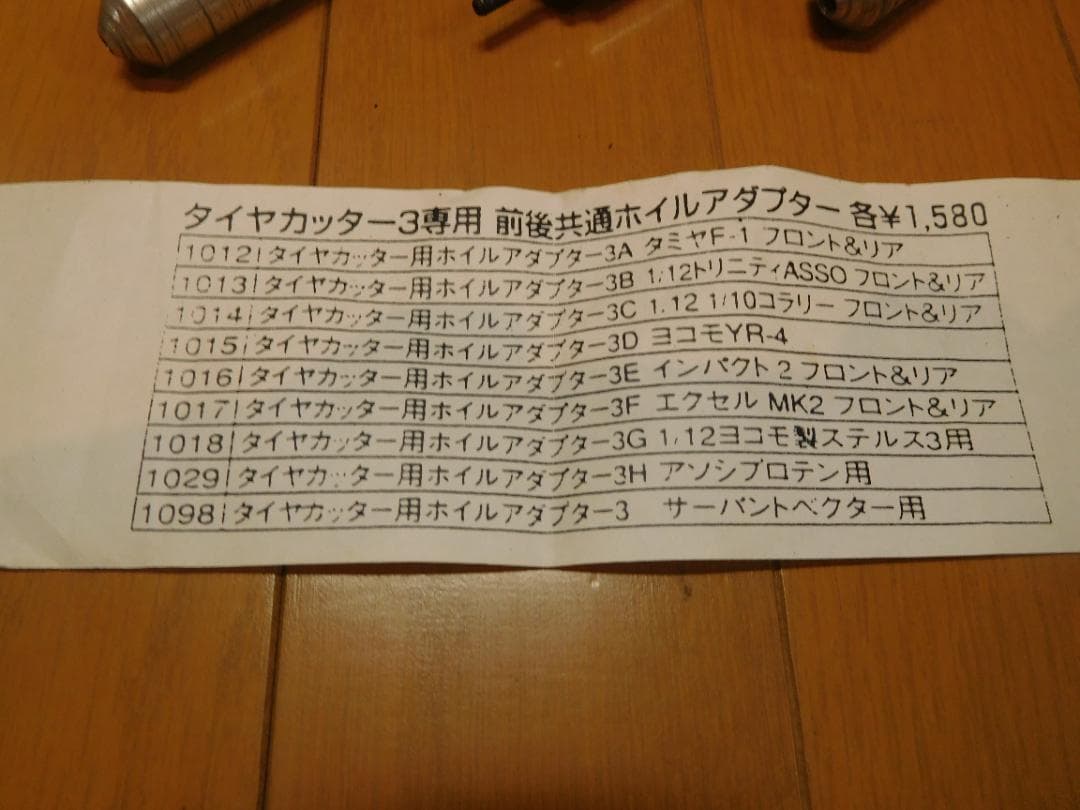 タイヤカッター3専用 前後共通ホイルアダプター 各¥1,580
1012 タイヤカッター用ホイルアダプター3A タミヤF-1 フロント&リア
1013 タイヤカッター用ホイルアダプター3B 1/12トリニティASSO フロント&リア
1014 タイヤカッター用ホイルアダプター3C 1.12 1/10コラリー フロント&リア
1015 タイヤカッター用ホイルアダプター3D ヨコモYR-4
1016 タイヤカッター用ホイルアダプター3E インパクト2 フロント&リア
1017 タイヤカッター用ホイルアダプター3F エクセル MK2 フロント&リア
1018 タイヤカッター用ホイルアダプター3G 1/12ヨコモ製ステルス3用
1029 タイヤカッター用ホイルアダプター3H アソシプロテン用
1098 タイヤカッター用ホイルアダプター3 サーパントベクター用